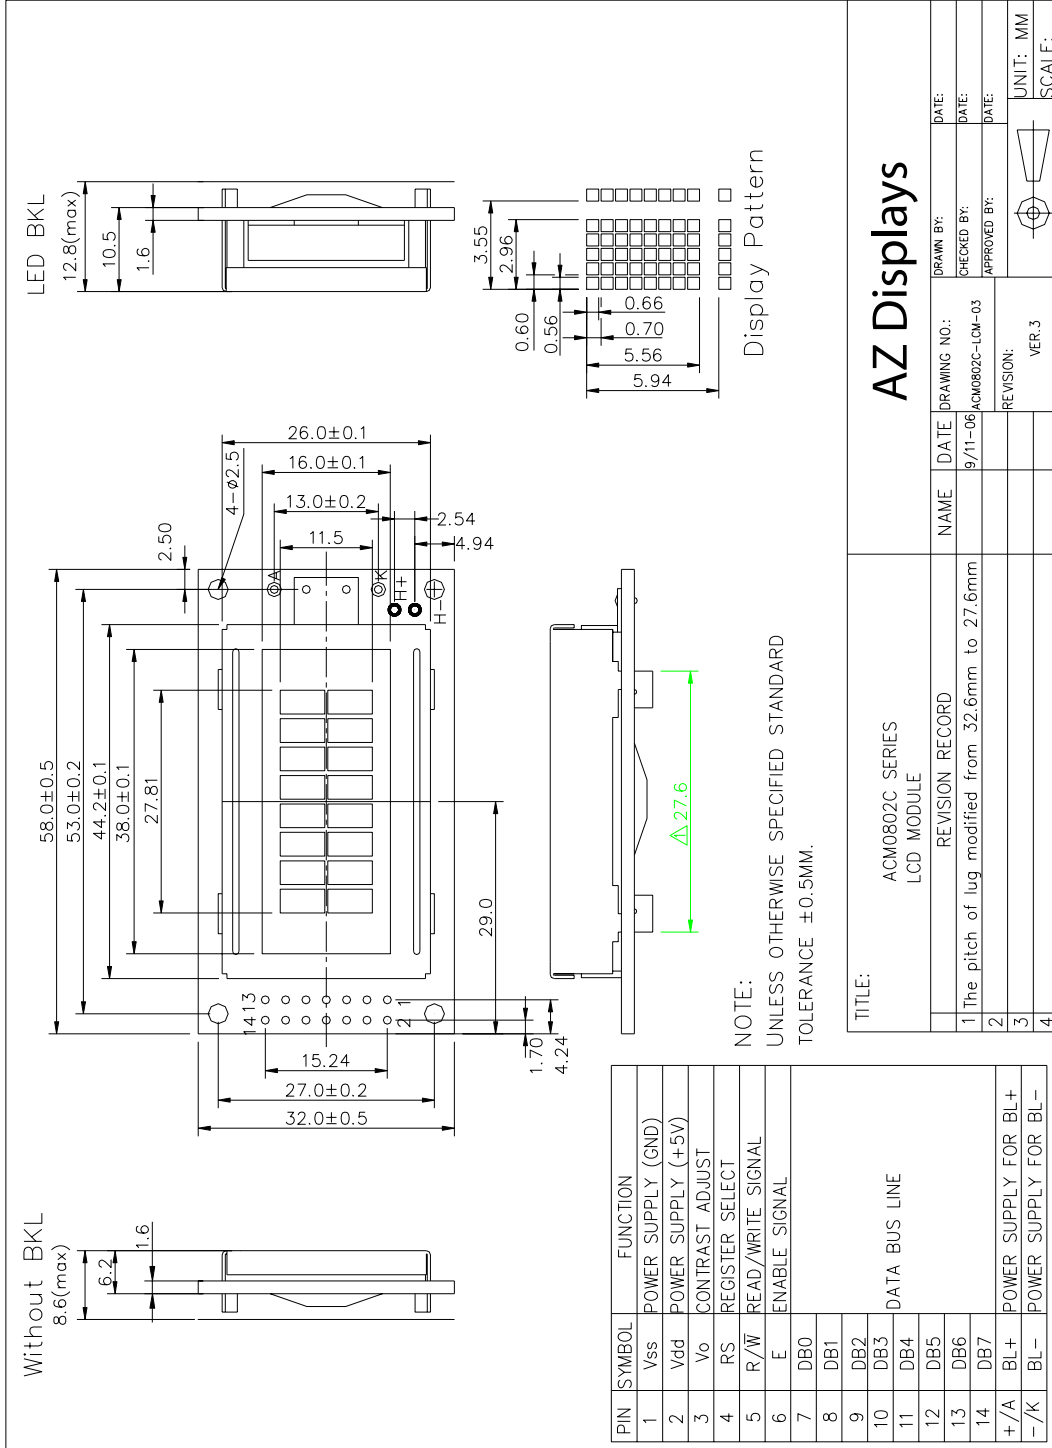 Without BKL
8.6(max)
6.2
1.6
58.0±0.5
53.0±0.2
44.2±0.1
38.0±0.1
27.81
2.50
4-ø2.5
26.0±0.1
16.0±0.1
13.0±0.2
11.5
2.54
4.94
A
K
H+
H-
1413
2 1
15.24
27.0±0.2
32.0±0.5
1.70
4.24
29.0
1
27.6
LED BKL
12.8(max)
10.5
1.6
3.55
2.96
0.60
0.56
0.66
0.70
5.56
5.94
Display Pattern
NOTE:
UNLESS OTHERWISE SPECIFIED STANDARD
TOLERANCE ±0.5MM.
PIN SYMBOL FUNCTION
1 Vss POWER SUPPLY (GND)
2 Vdd POWER SUPPLY (+5V)
3 Vo CONTRAST ADJUST
4 RS REGISTER SELECT
5 R/W̅ READ/WRITE SIGNAL
6 E ENABLE SIGNAL
7 DB0
8 DB1
9 DB2
10 DB3
11 DB4
12 DB5
13 DB6
14 DB7
DATA BUS LINE
+/A BL+ POWER SUPPLY FOR BL+
-/K BL- POWER SUPPLY FOR BL-
TITLE:
ACM0802C SERIES
LCD MODULE
AZ Displays
REVISION RECORD NAME DATE
1 The pitch of lug modified from 32.6mm to 27.6mm 9/11-06
2
3
4
DRAWING NO.:
ACM0802C-LCM-03
REVISION:
VER.3
DRAWN BY: DATE:
CHECKED BY: DATE:
APPROVED BY: DATE:
UNIT: MM
SCALE: